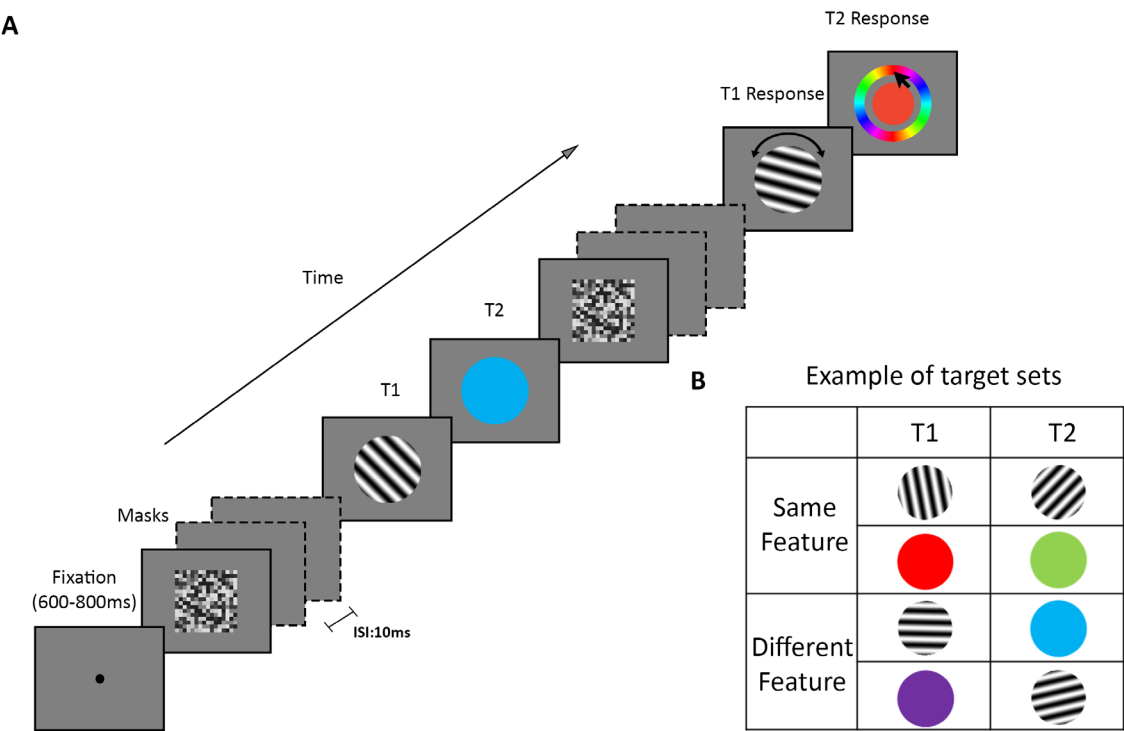 A
T2 Response
T1 Response
Time
T2
T1
Masks
Fixation
(600-800ms)
ISI:10ms
B
Example of target sets
T1 T2
Same
Feature
Different
Feature